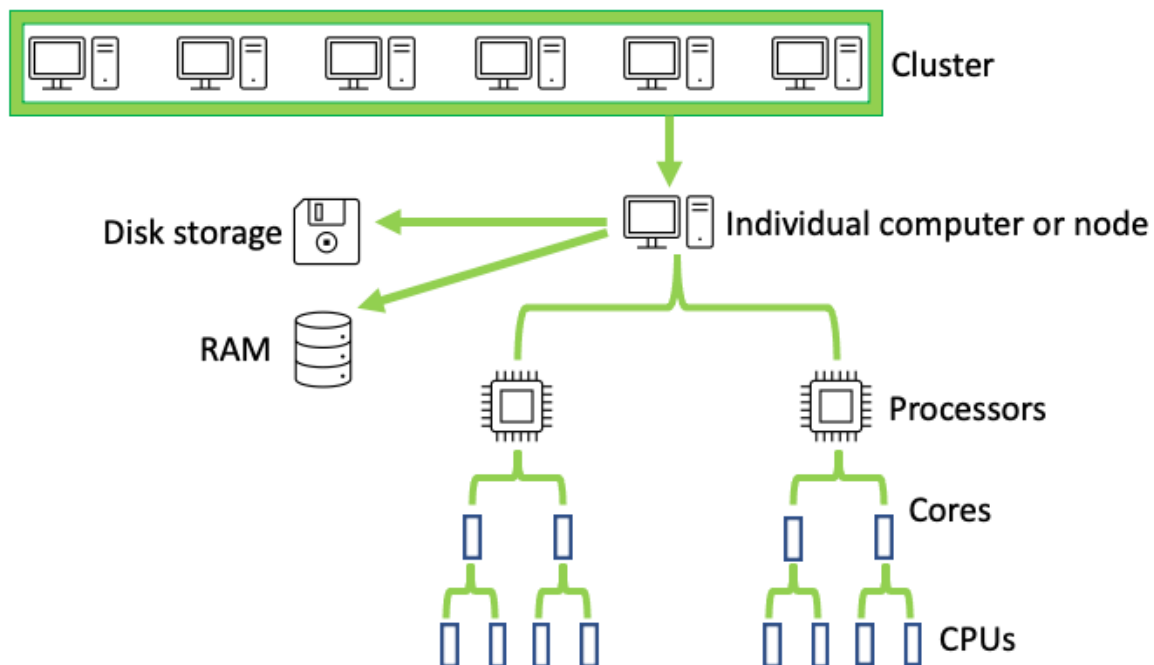 Cluster
Individual computer or node
Disk storage
RAM
Processors
Cores
CPUs